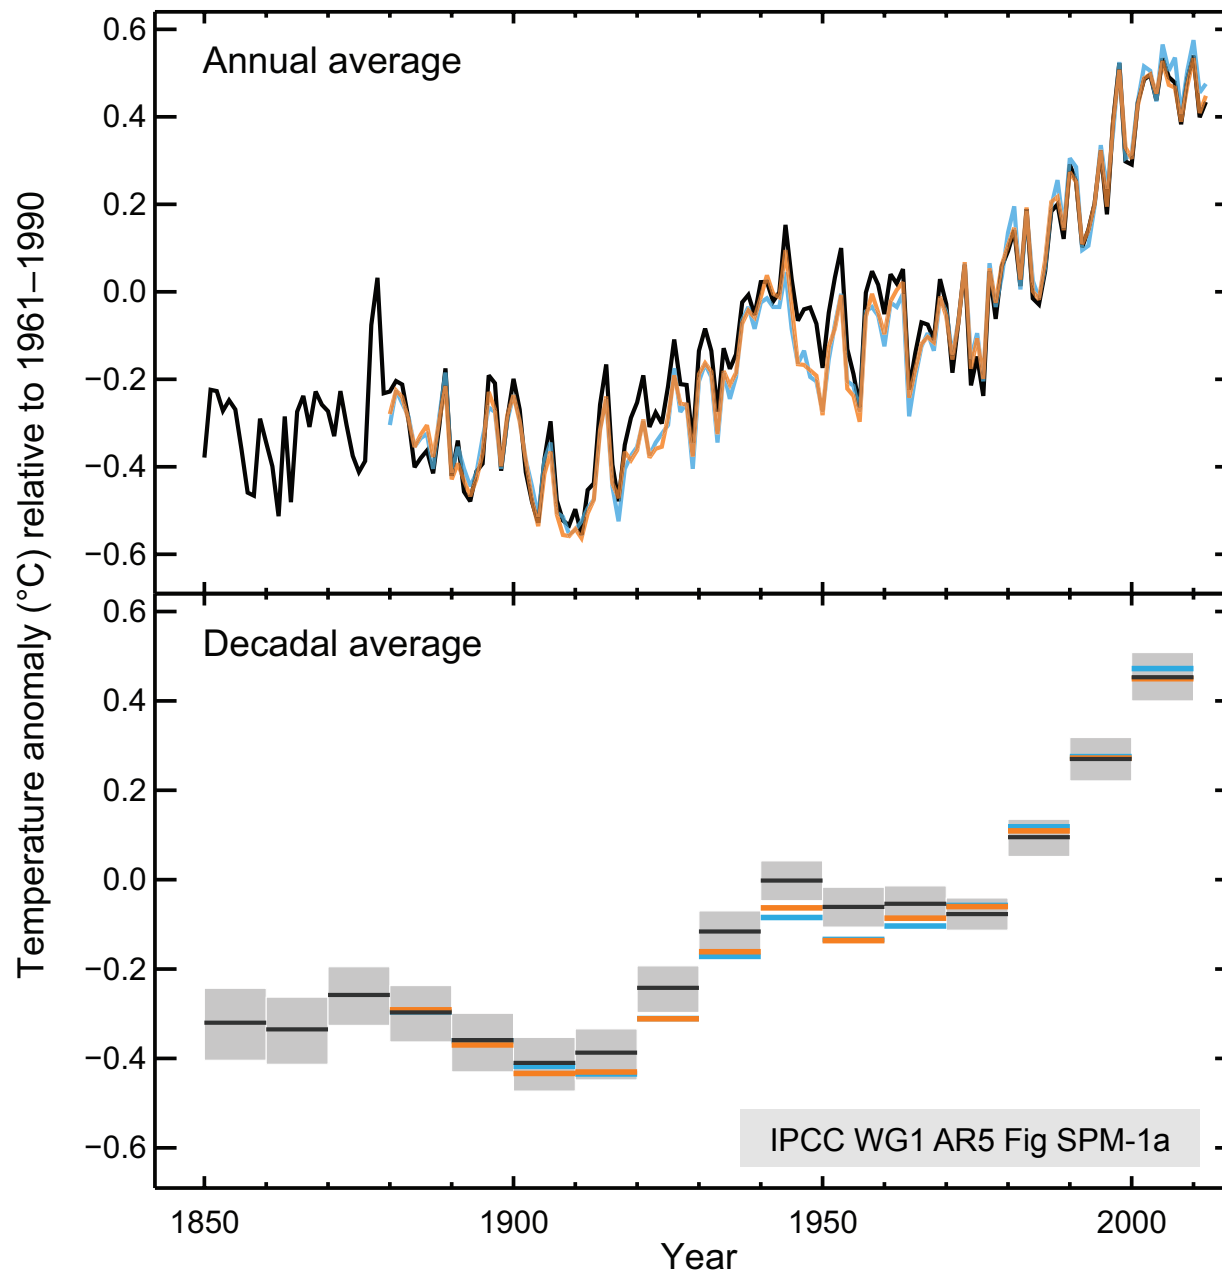 Temperature anomaly (°C) relative to 1961–1990
Annual average
0.6
0.4
0.2
0.0
−0.2
−0.4
−0.6
Decadal average
0.6
0.4
0.2
0.0
−0.2
−0.4
−0.6
IPCC WG1 AR5 Fig SPM-1a
1850 1900 1950 2000
Year